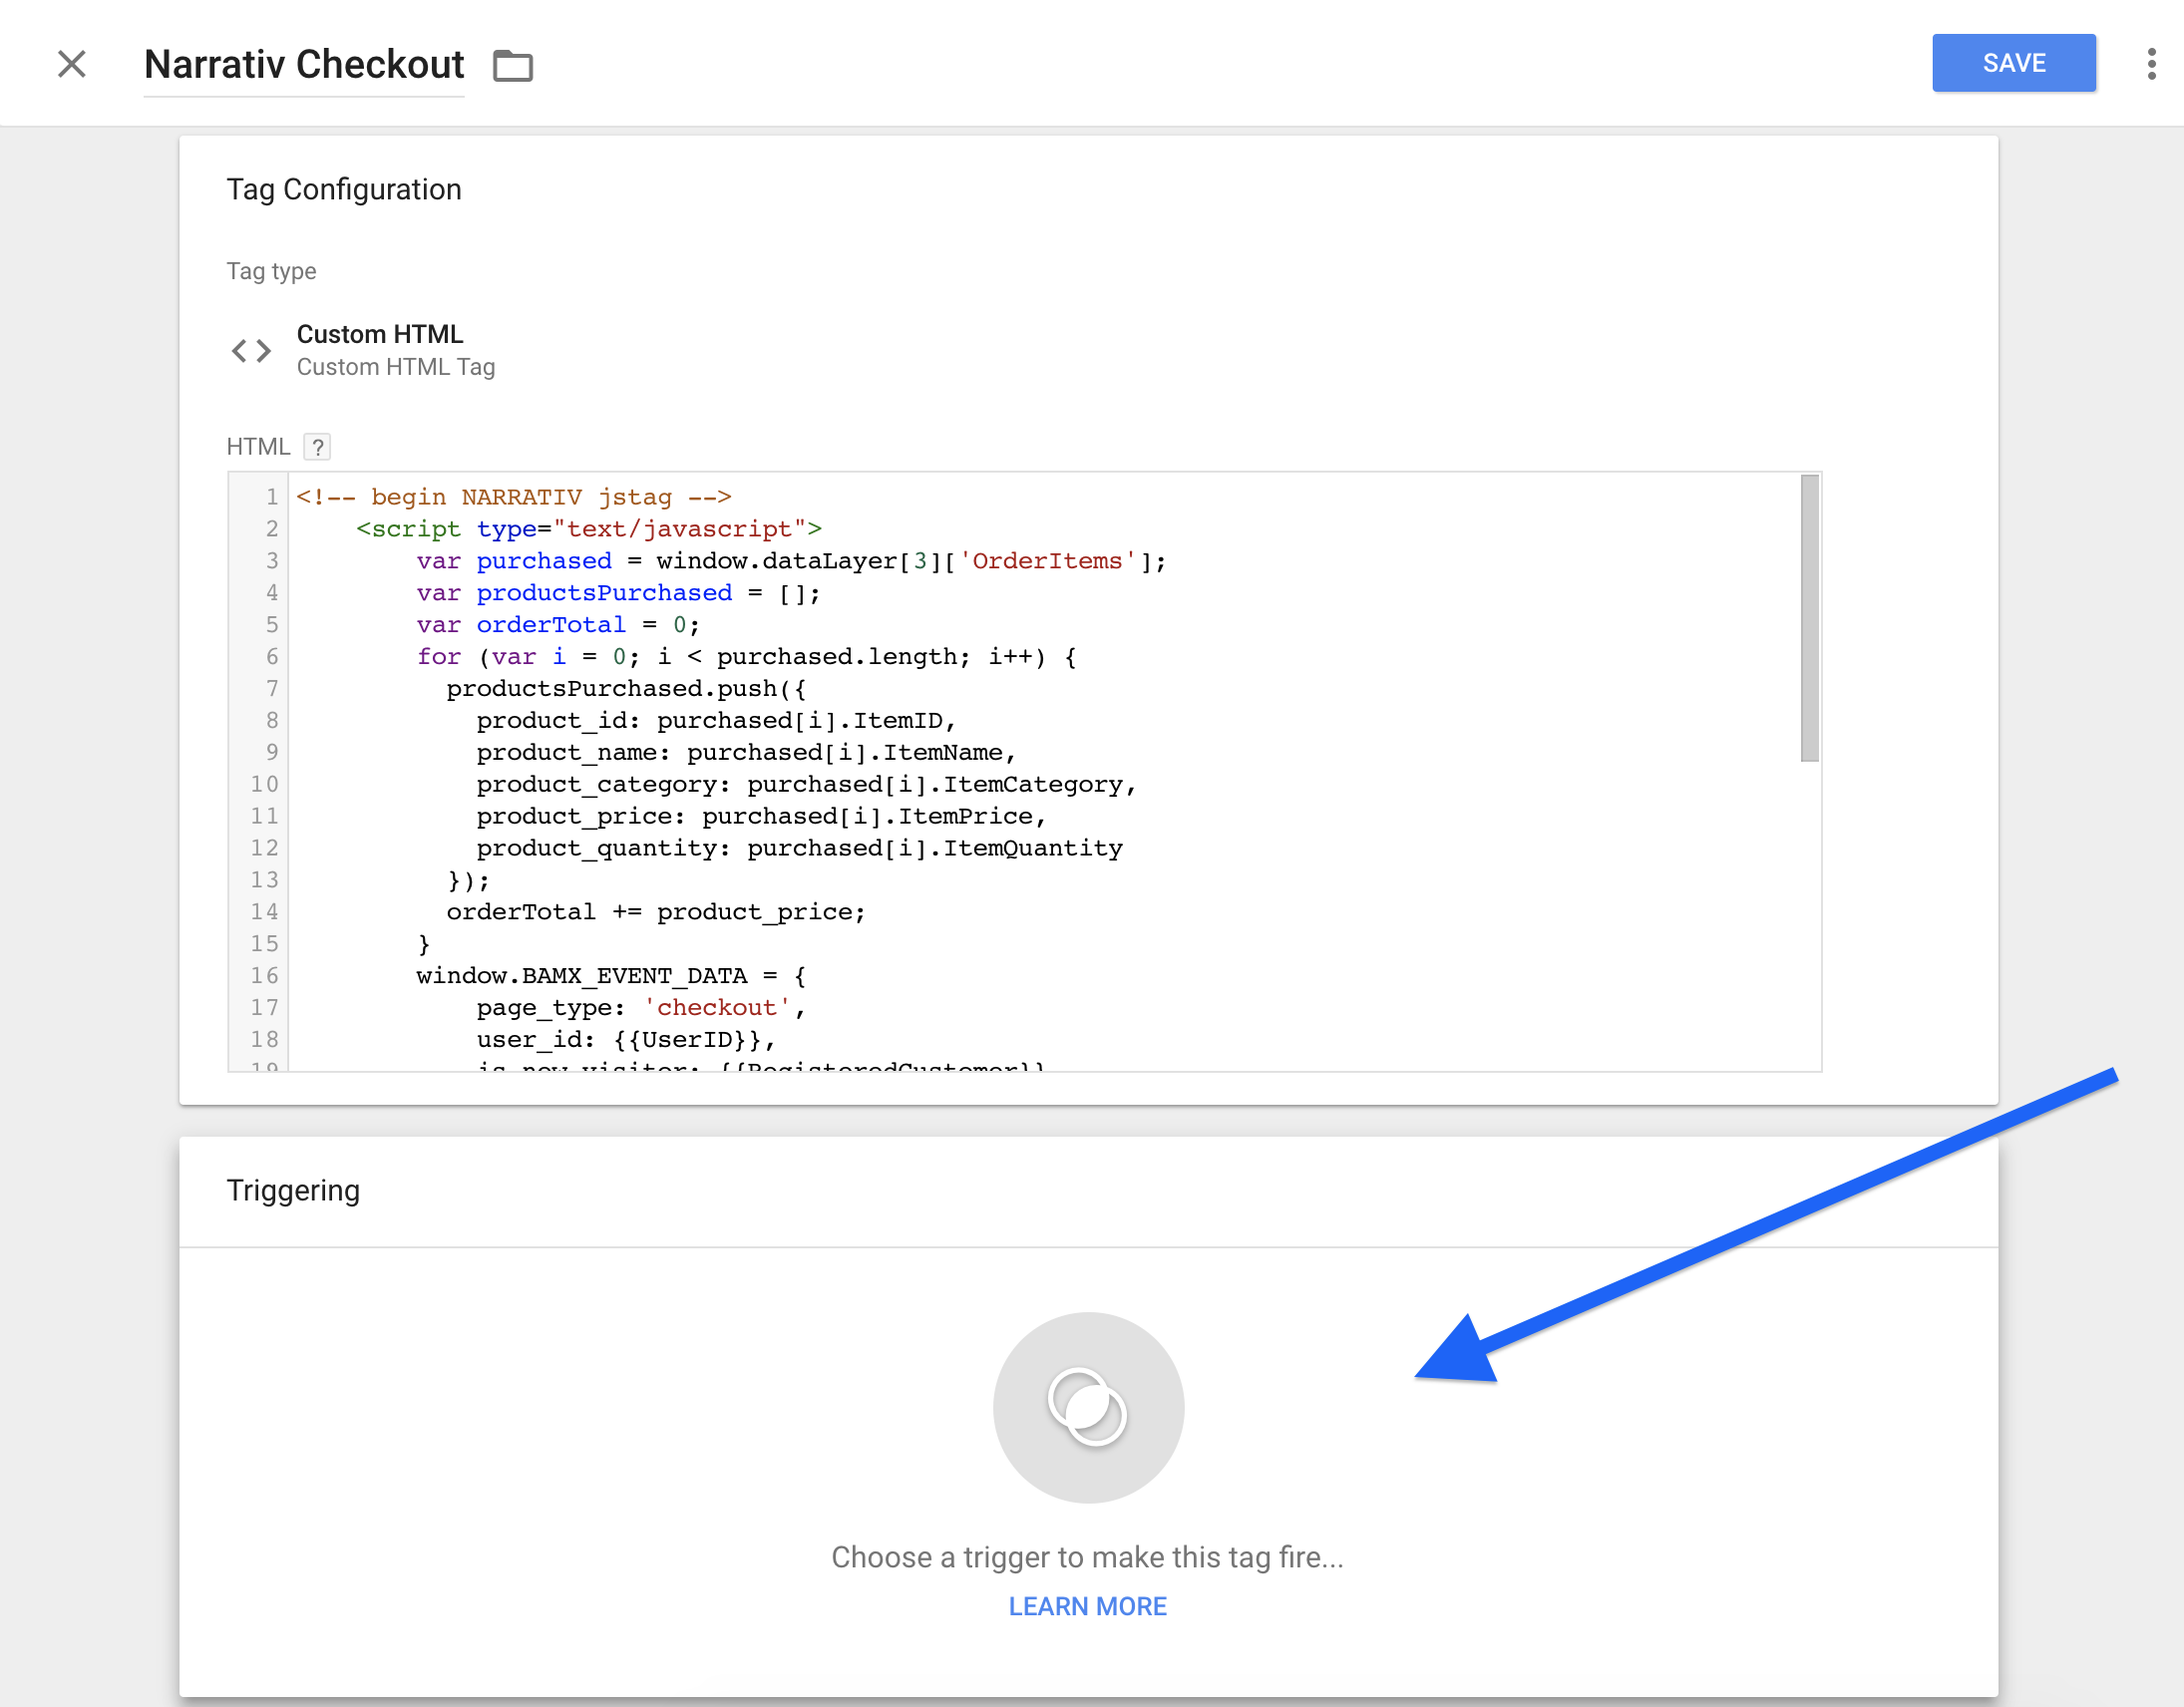 Narrativ Checkout
SAVE
Tag Configuration
Tag type
Custom HTML
Custom HTML Tag
HTML ?
1 <!-- begin NARRATIV jstag -->
2     <script type="text/javascript">
3         var purchased = window.dataLayer[3]['OrderItems'];
4         var productsPurchased = [];
5         var orderTotal = 0;
6         for (var i = 0; i < purchased.length; i++) {
7           productsPurchased.push({
8             product_id: purchased[i].ItemID,
9             product_name: purchased[i].ItemName,
10             product_category: purchased[i].ItemCategory,
11             product_price: purchased[i].ItemPrice,
12             product_quantity: purchased[i].ItemQuantity
13           });
14           orderTotal += product_price;
15         }
16         window.BAMX_EVENT_DATA = {
17             page_type: 'checkout',
18             user_id: {{UserID}},
19             is_new_visitor: {{RegisteredCustomer}}
Triggering
Choose a trigger to make this tag fire...
LEARN MORE